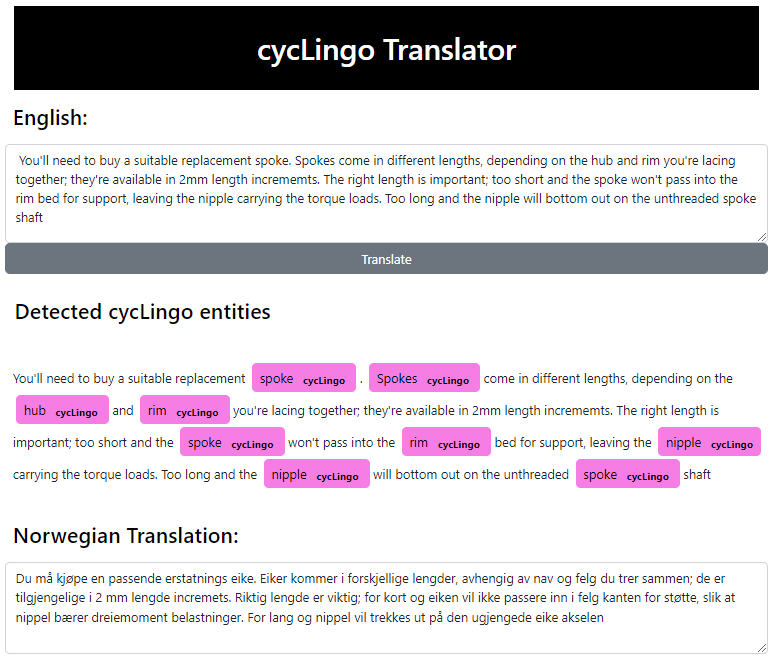 cycLingo Translator
English:
You'll need to buy a suitable replacement spoke. Spokes come in different lengths, depending on the hub and rim you're lacing
together; they're available in 2mm length incrememts. The right length is important; too short and the spoke won't pass into the
rim bed for support, leaving the nipple carrying the torque loads. Too long and the nipple will bottom out on the unthreaded spoke
shaft
Translate
Detected cycLingo entities
You'll need to buy a suitable replacement spoke cycLingo . Spokes cycLingo come in different lengths, depending on the
hub cycLingo and rim cycLingo you're lacing together; they're available in 2mm length incrememts. The right length is
important; too short and the spoke cycLingo won't pass into the rim cycLingo bed for support, leaving the nipple cycLingo
carrying the torque loads. Too long and the nipple cycLingo will bottom out on the unthreaded spoke cycLingo shaft
Norwegian Translation:
Du må kjøpe en passende erstatnings eike. Eiker kommer i forskjellige lengder, avhengig av nav og felg du trer sammen; de er
tilgjengelige i 2 mm lengde incremets. Riktig lengde er viktig; for kort og eiken vil ikke passere inn i felg kanten for støtte, slik at
nippel bærer dreiemoment belastninger. For lang og nippel vil trekkes ut på den ugjengede eike akselen